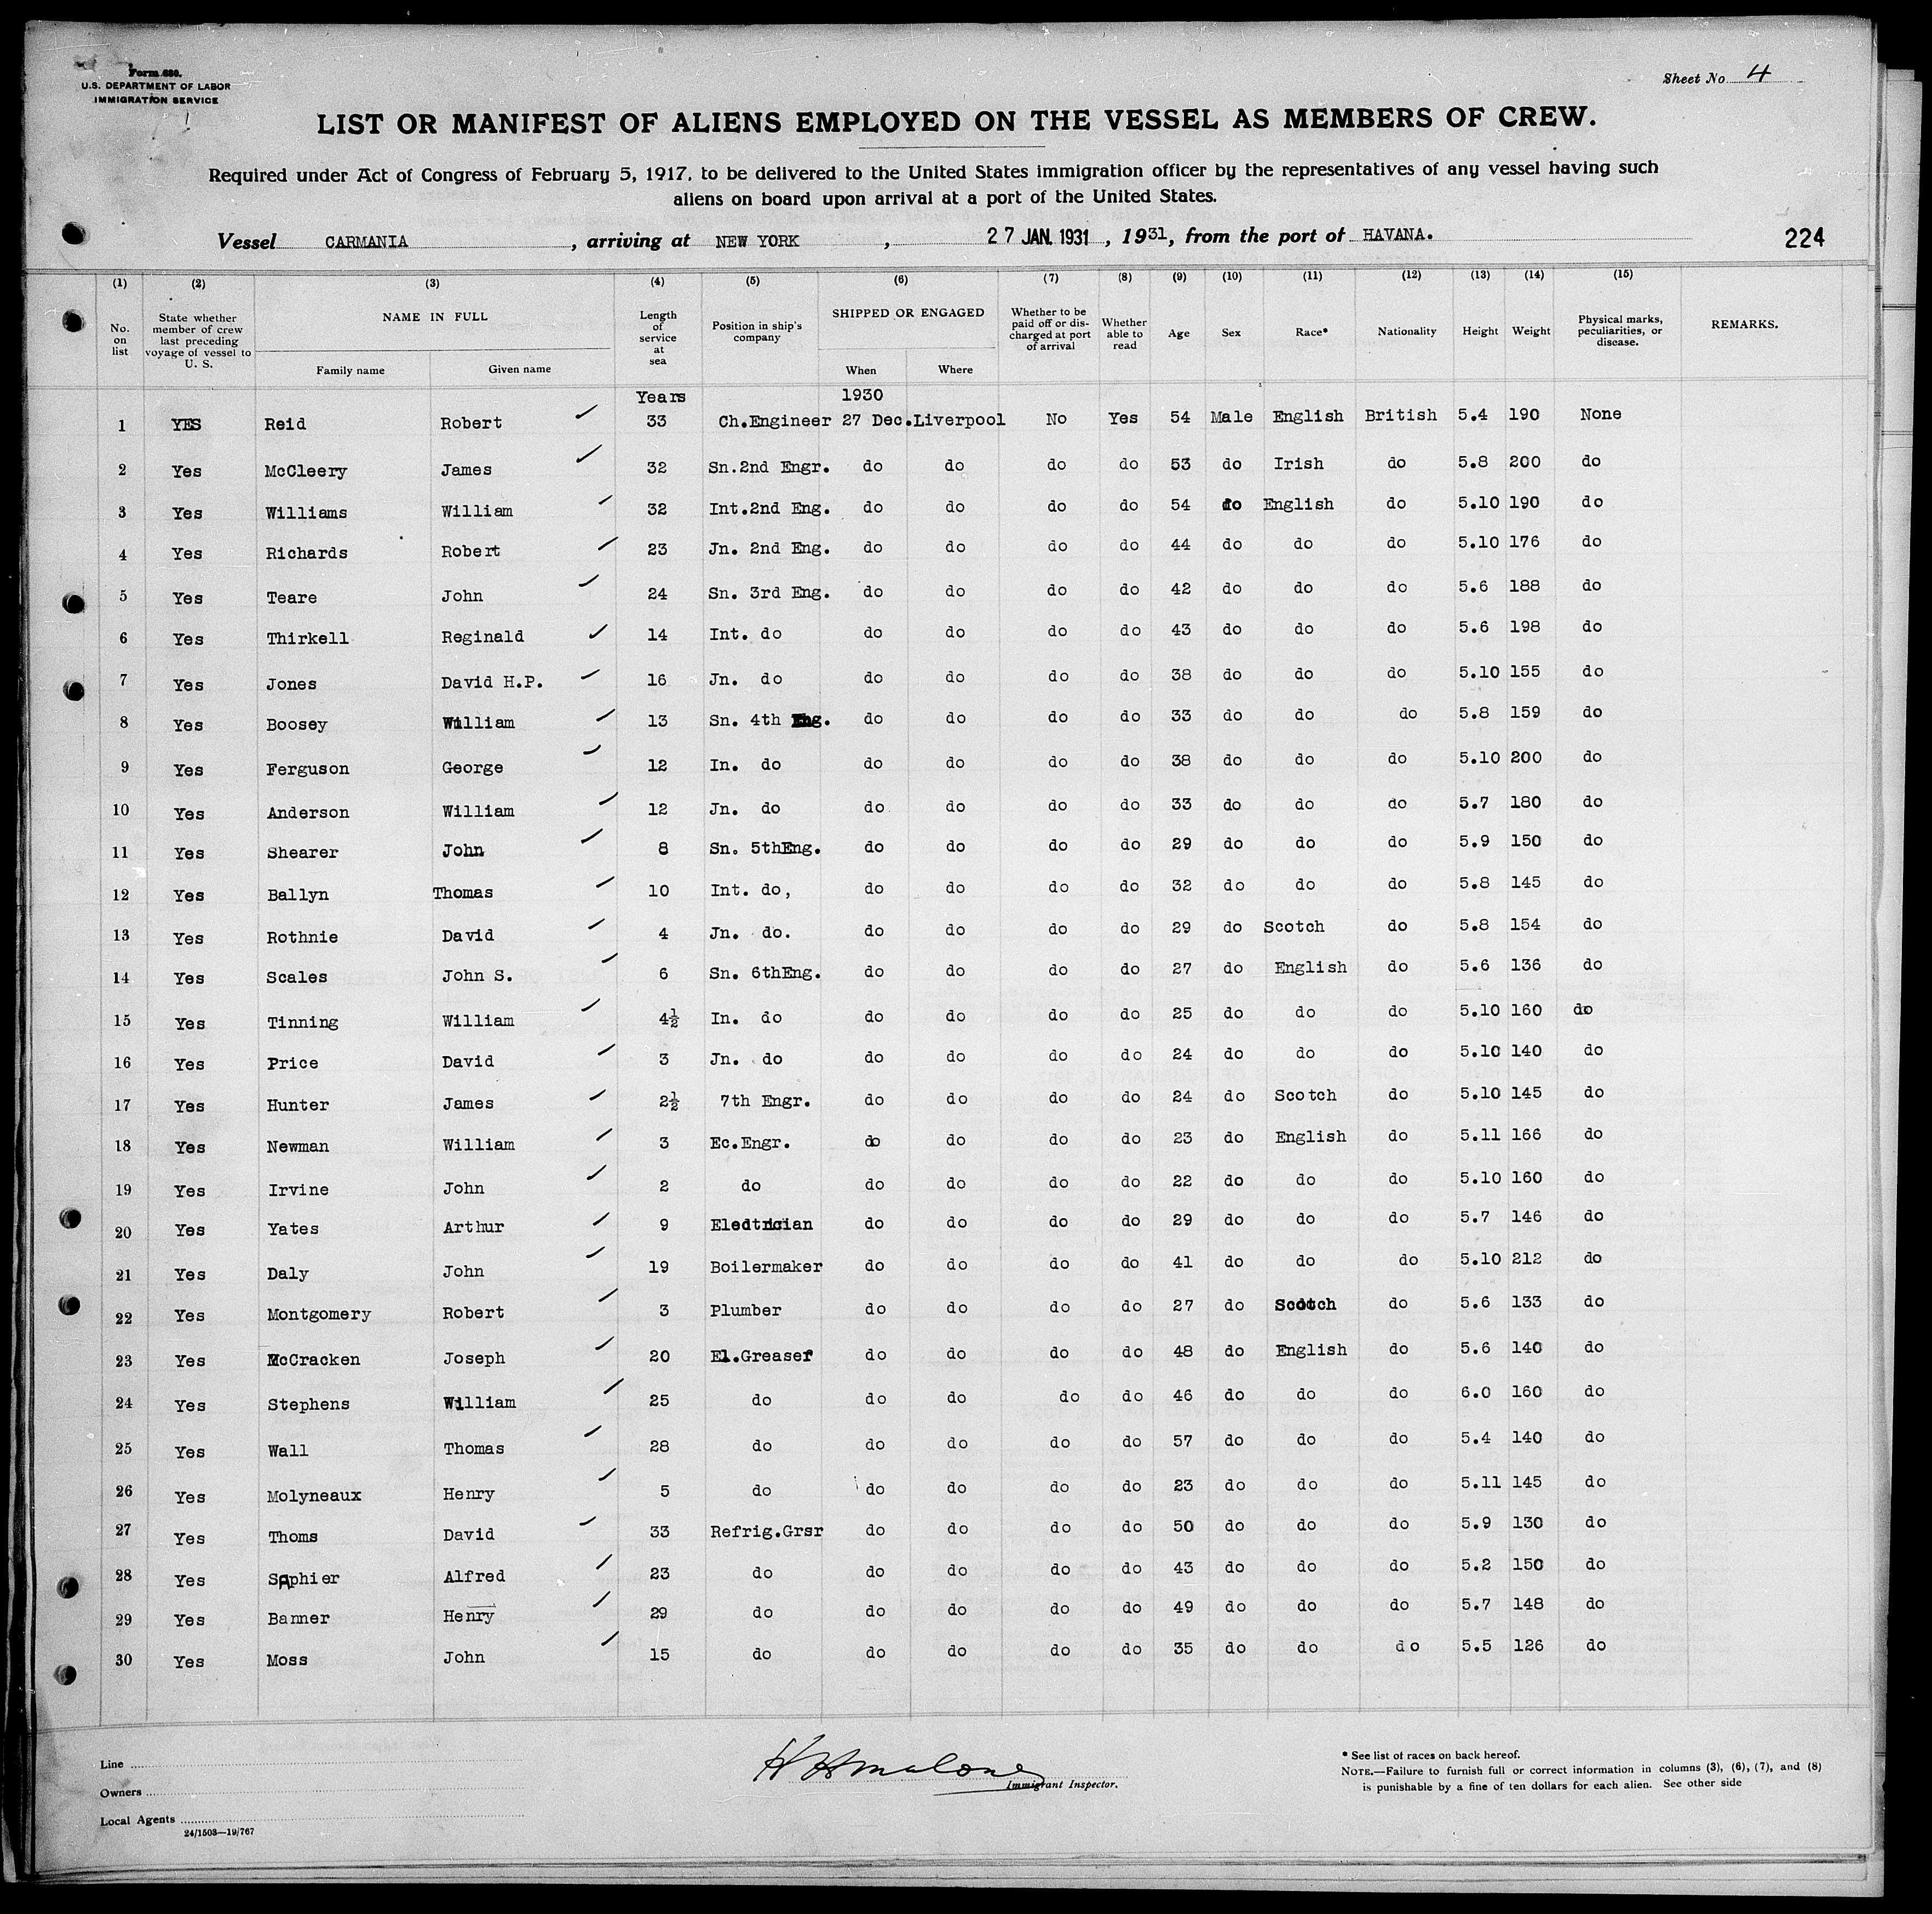 Form 680.
U.S. DEPARTMENT OF LABOR
IMMIGRATION SERVICE
Sheet No. 4
LIST OR MANIFEST OF ALIENS EMPLOYED ON THE VESSEL AS MEMBERS OF CREW.
Required under Act of Congress of February 5, 1917, to be delivered to the United States immigration officer by the representatives of any vessel having such
aliens on board upon arrival at a port of the United States.
Vessel CARMANIA, arriving at NEW YORK, 27 JAN. 1931, 1931, from the port of HAVANA.
224
(1) (2) (3) (4) (5) (6) (7) (8) (9) (10) (11) (12) (13) (14) (15)
No. on list | State whether member of crew last preceding voyage of vessel to U. S. | NAME IN FULL Family name Given name | Length of service at sea | Position in ship's company | SHIPPED OR ENGAGED When Where | Whether to be paid off or discharged at port of arrival | Whether able to read | Age | Sex | Race* | Nationality | Height | Weight | Physical marks, peculiarities, or disease. | REMARKS.
Years 1930
1 YES Reid Robert 33 Ch.Engineer 27 Dec. Liverpool No Yes 54 Male English British 5.4 190 None
2 Yes McCleery James 32 Sn.2nd Engr. do do do do 53 do Irish do 5.8 200 do
3 Yes Williams William 32 Int.2nd Eng. do do do do 54 do English do 5.10 190 do
4 Yes Richards Robert 23 Jn. 2nd Eng. do do do do 44 do do do 5.10 176 do
5 Yes Teare John 24 Sn. 3rd Eng. do do do do 42 do do do 5.6 188 do
6 Yes Thirkell Reginald 14 Int. do do do do do 43 do do do 5.6 198 do
7 Yes Jones David H.P. 16 Jn. do do do do do 38 do do do 5.10 155 do
8 Yes Boosey William 13 Sn. 4th Eng. do do do do 33 do do do 5.8 159 do
9 Yes Ferguson George 12 In. do do do do do 38 do do do 5.10 200 do
10 Yes Anderson William 12 Jn. do do do do do 33 do do do 5.7 180 do
11 Yes Shearer John 8 Sn. 5thEng. do do do do 29 do do do 5.9 150 do
12 Yes Ballyn Thomas 10 Int. do, do do do do 32 do do do 5.8 145 do
13 Yes Rothnie David 4 Jn. do. do do do do 29 do Scotch do 5.8 154 do
14 Yes Scales John S. 6 Sn. 6thEng. do do do do 27 do English do 5.6 136 do
15 Yes Tinning William 4½ In. do do do do do 25 do do do 5.10 160 do
16 Yes Price David 3 Jn. do do do do do 24 do do do 5.10 140 do
17 Yes Hunter James 2½ 7th Engr. do do do do 24 do Scotch do 5.10 145 do
18 Yes Newman William 3 Ec.Engr. do do do do 23 do English do 5.11 166 do
19 Yes Irvine John 2 do do do do do 22 do do do 5.10 160 do
20 Yes Yates Arthur 9 Electrician do do do do 29 do do do 5.7 146 do
21 Yes Daly John 19 Boilermaker do do do do 41 do do do 5.10 212 do
22 Yes Montgomery Robert 3 Plumber do do do do 27 do Scotch do 5.6 133 do
23 Yes McCracken Joseph 20 El.Greaser do do do do 48 do English do 5.6 140 do
24 Yes Stephens William 25 do do do do do 46 do do do 6.0 160 do
25 Yes Wall Thomas 28 do do do do do 57 do do do 5.4 140 do
26 Yes Molyneaux Henry 5 do do do do do 23 do do do 5.11 145 do
27 Yes Thoms David 33 Refrig.Grsr do do do do 50 do do do 5.9 130 do
28 Yes SAphier Alfred 23 do do do do do 43 do do do 5.2 150 do
29 Yes Banner Henry 29 do do do do do 49 do do do 5.7 148 do
30 Yes Moss John 15 do do do do do 35 do do do 5.5 126 do
Line
Owners
Local Agents
24/1503—19/767
H H Malone
Immigrant Inspector.
* See list of races on back hereof.
NOTE.—Failure to furnish full or correct information in columns (3), (6), (7), and (8)
is punishable by a fine of ten dollars for each alien. See other side